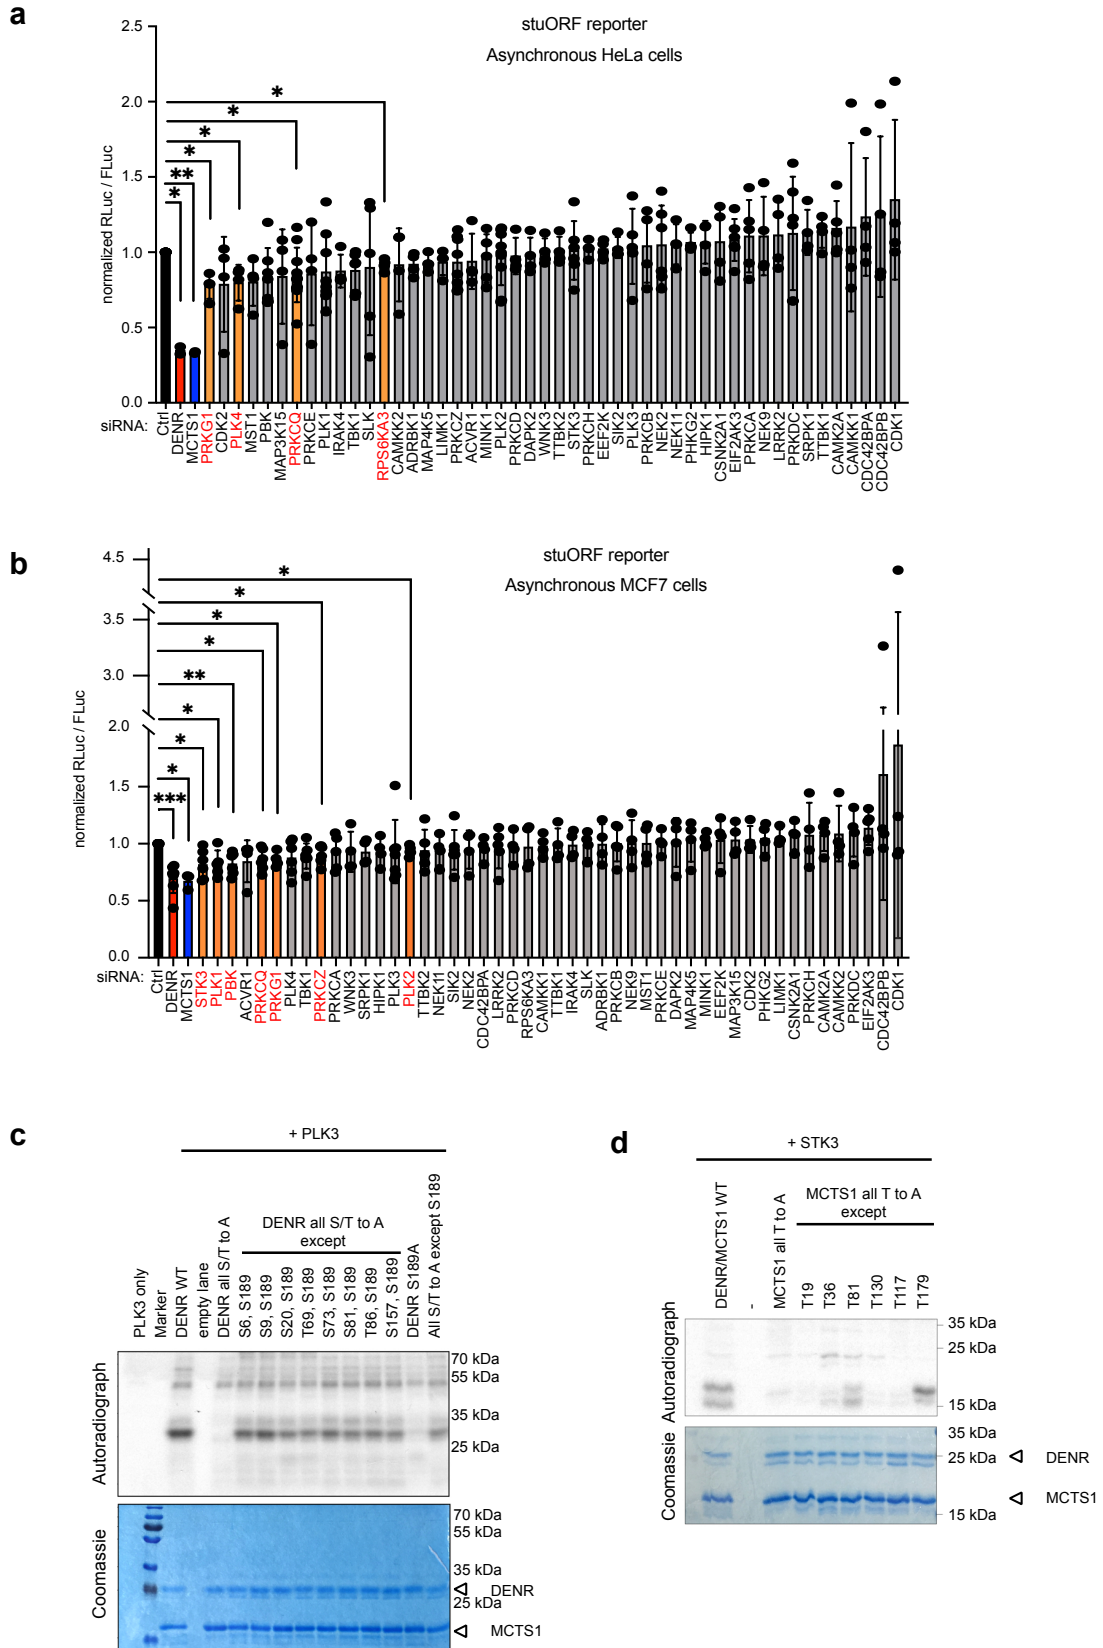 a
stuORF reporter
Asynchronous HeLa cells
normalized RLuc / FLuc
2.5
2.0
1.5
1.0
0.5
0.0
*
*
*
*
**
*
siRNA:
Ctrl
DENR
MCTS1
PRKG1
CDK2
PLK4
MST1
PBK
MAP3K15
PRKCQ
PRKCE
PLK1
IRAK4
TBK1
SLK
RPS6KA3
CAMKK2
ADRBK1
MAP4K5
LIMK1
PRKCZ
ACVR1
MINK1
PLK2
PRKCD
DAPK2
WNK3
TTBK2
STK3
PRKCH
EEF2K
SIK2
PLK3
PRKCB
NEK2
NEK11
PHKG2
HIPK1
CSNK2A1
EIF2AK3
PRKCA
NEK9
LRRK2
PRKDC
SRPK1
TTBK1
CAMK2A
CAMKK1
CDC42BPA
CDC42BPB
CDK1
b
stuORF reporter
Asynchronous MCF7 cells
normalized RLuc / FLuc
4.5
3.5
3.0
2.0
1.5
1.0
0.5
0.0
*
*
*
*
**
*
*
*
***
siRNA:
Ctrl
DENR
MCTS1
STK3
PLK1
PBK
ACVR1
PRKCQ
PRKG1
PLK4
TBK1
PRKCZ
PRKCA
WNK3
SRPK1
HIPK1
PLK3
PLK2
TTBK2
NEK11
SIK2
NEK2
CDC42BPA
LRRK2
PRKCD
RPS6KA3
CAMKK1
TTBK1
IRAK4
SLK
ADRBK1
PRKCB
NEK9
MST1
PRKCE
DAPK2
MAP4K5
MINK1
EEF2K
MAP3K15
CDK2
PHKG2
LIMK1
CSNK2A1
PRKCH
CAMK2A
CAMKK2
PRKDC
EIF2AK3
CDC42BPB
CDK1
c
+ PLK3
DENR all S/T to A
except
PLK3 only
Marker
DENR WT
empty lane
DENR all S/T to A
S6, S189
S9, S189
S20, S189
T69, S189
S73, S189
S81, S189
T86, S189
S157, S189
DENR S189A
All S/T to A except S189
Autoradiograph
70 kDa
55 kDa
35 kDa
25 kDa
Coomassie
70 kDa
55 kDa
35 kDa
25 kDa
DENR
MCTS1
d
+ STK3
MCTS1 all T to A
except
DENR/MCTS1 WT
-
MCTS1 all T to A
T19
T36
T81
T130
T117
T179
Autoradiograph
35 kDa
25 kDa
15 kDa
Coomassie
35 kDa
25 kDa
15 kDa
DENR
MCTS1